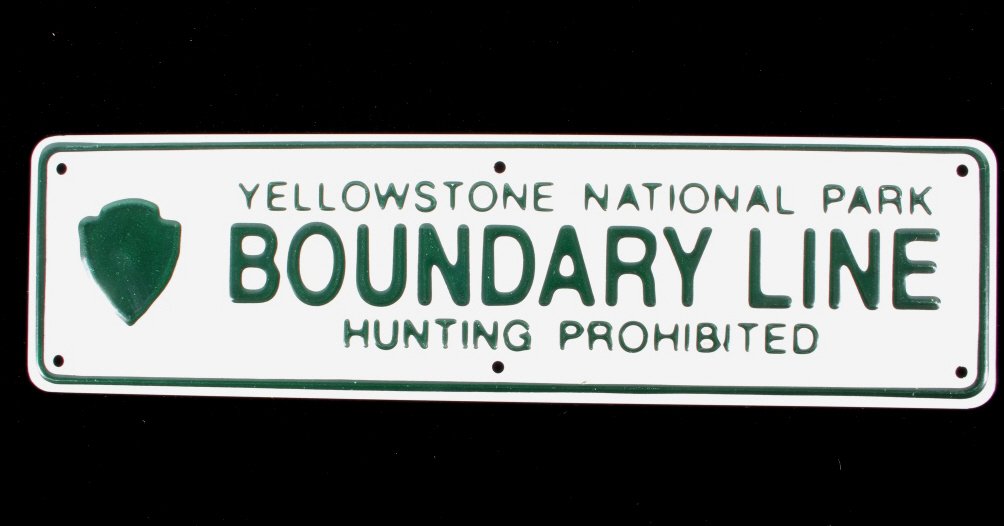 YELLOWSTONE NATIONAL PARK
BOUNDARY LINE
HUNTING PROHIBITED